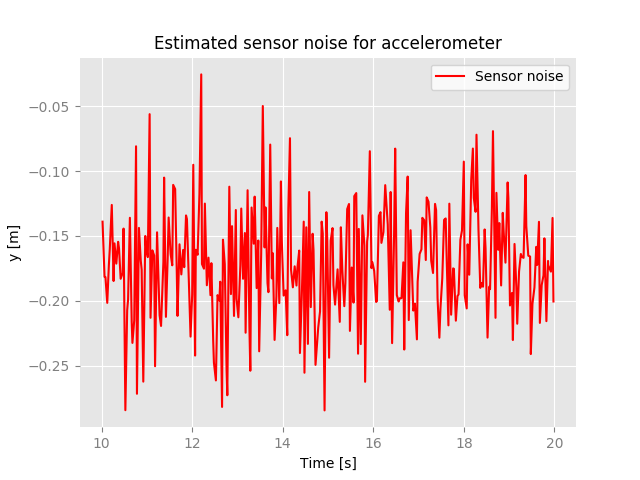 Estimated sensor noise for accelerometer
Sensor noise
y [m]
−0.05
−0.10
−0.15
−0.20
−0.25
10 12 14 16 18 20
Time [s]